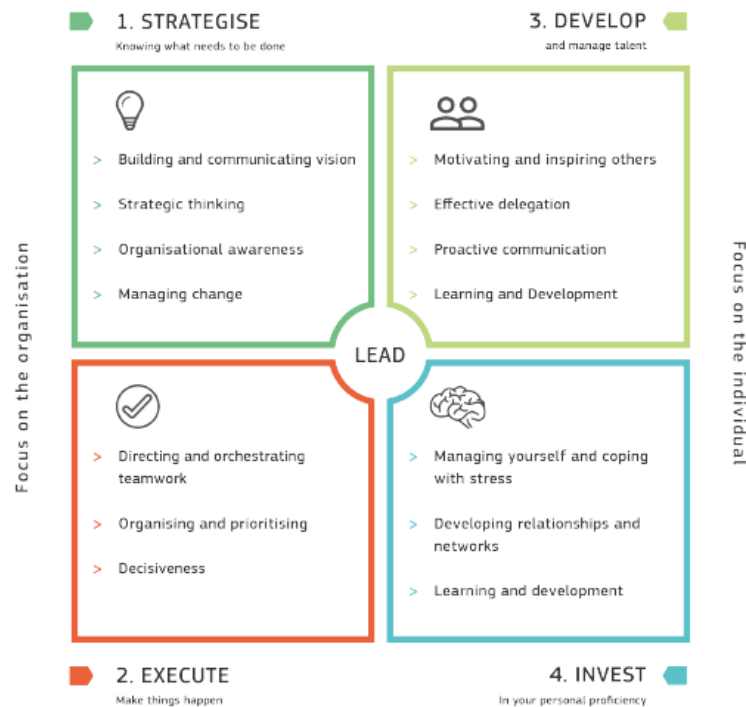 1. STRATEGISE
Knowing what needs to be done
3. DEVELOP
and manage talent
Focus on the organisation
> Building and communicating vision
> Strategic thinking
> Organisational awareness
> Managing change
> Motivating and inspiring others
> Effective delegation
> Proactive communication
> Learning and Development
Focus on the individual
LEAD
> Directing and orchestrating
teamwork
> Organising and prioritising
> Decisiveness
> Managing yourself and coping
with stress
> Developing relationships and
networks
> Learning and development
2. EXECUTE
Make things happen
4. INVEST
In your personal proficiency